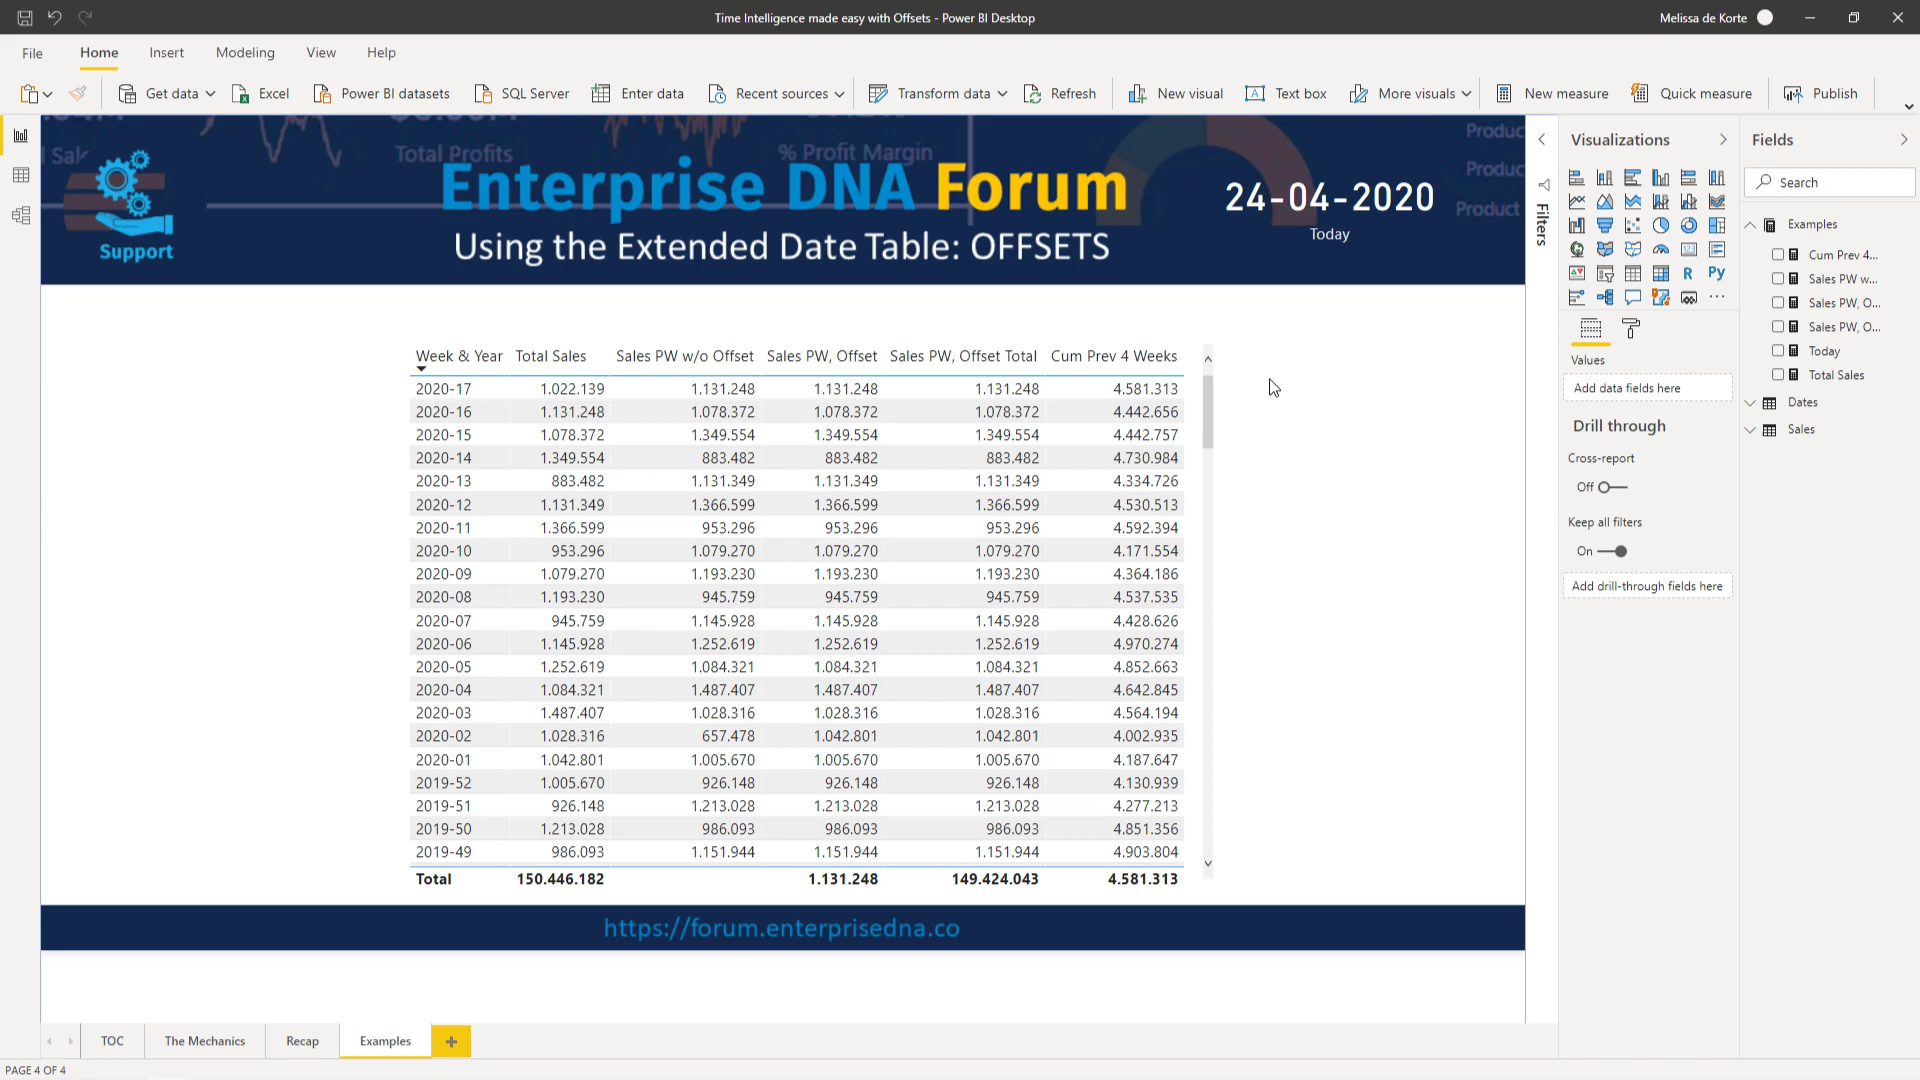 Time Intelligence made easy with Offsets - Power BI Desktop
Melissa de Korte
File Home Insert Modeling View Help
Get data Excel Power BI datasets SQL Server Enter data Recent sources Transform data Refresh New visual Text box More visuals New measure Quick measure Publish
Total Profits
% Profit Margin
Produc
Produc
Product
Support
Enterprise DNA Forum
Using the Extended Date Table: OFFSETS
24-04-2020
Today
Week & Year Total Sales Sales PW w/o Offset Sales PW, Offset Sales PW, Offset Total Cum Prev 4 Weeks
2020-17 1.022.139 1.131.248 1.131.248 1.131.248 4.581.313
2020-16 1.131.248 1.078.372 1.078.372 1.078.372 4.442.656
2020-15 1.078.372 1.349.554 1.349.554 1.349.554 4.442.757
2020-14 1.349.554 883.482 883.482 883.482 4.730.984
2020-13 883.482 1.131.349 1.131.349 1.131.349 4.334.726
2020-12 1.131.349 1.366.599 1.366.599 1.366.599 4.530.513
2020-11 1.366.599 953.296 953.296 953.296 4.592.394
2020-10 953.296 1.079.270 1.079.270 1.079.270 4.171.554
2020-09 1.079.270 1.193.230 1.193.230 1.193.230 4.364.186
2020-08 1.193.230 945.759 945.759 945.759 4.537.535
2020-07 945.759 1.145.928 1.145.928 1.145.928 4.428.626
2020-06 1.145.928 1.252.619 1.252.619 1.252.619 4.970.274
2020-05 1.252.619 1.084.321 1.084.321 1.084.321 4.852.663
2020-04 1.084.321 1.487.407 1.487.407 1.487.407 4.642.845
2020-03 1.487.407 1.028.316 1.028.316 1.028.316 4.564.194
2020-02 1.028.316 657.478 1.042.801 1.042.801 4.002.935
2020-01 1.042.801 1.005.670 1.005.670 1.005.670 4.187.647
2019-52 1.005.670 926.148 926.148 926.148 4.130.939
2019-51 926.148 1.213.028 1.213.028 1.213.028 4.277.213
2019-50 1.213.028 986.093 986.093 986.093 4.851.356
2019-49 986.093 1.151.944 1.151.944 1.151.944 4.903.804
Total 150.446.182 1.131.248 149.424.043 4.581.313
https://forum.enterprisedna.co
Filters
Visualizations
R Py
Values
Add data fields here
Drill through
Cross-report
Off
Keep all filters
On
Add drill-through fields here
Fields
Search
Examples
Cum Prev 4...
Sales PW w...
Sales PW, O...
Sales PW, O...
Today
Total Sales
Dates
Sales
TOC The Mechanics Recap Examples
PAGE 4 OF 4